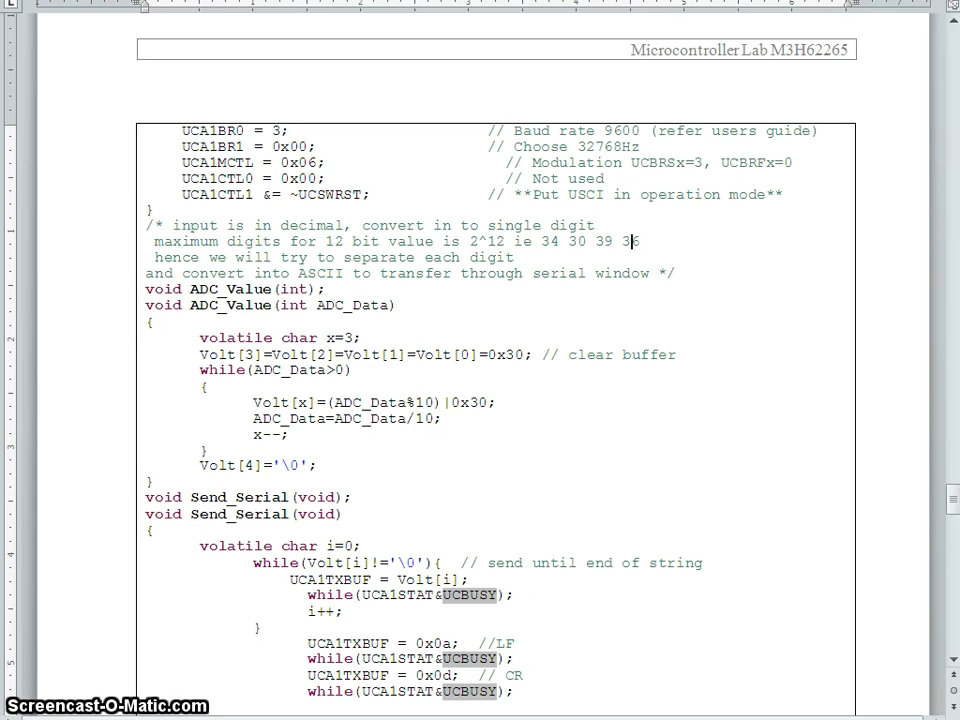 Microcontroller Lab M3H62265
UCA1BR0 = 3; // Baud rate 9600 (refer users guide)
UCA1BR1 = 0x00; // Choose 32768Hz
UCA1MCTL = 0x06; // Modulation UCBRSx=3, UCBRFx=0
UCA1CTL0 = 0x00; // Not used
UCA1CTL1 &= ~UCSWRST; // **Put USCI in operation mode**
}
/* input is in decimal, convert in to single digit
maximum digits for 12 bit value is 2^12 ie 34 30 39 36
hence we will try to separate each digit
and convert into ASCII to transfer through serial window */
void ADC_Value(int);
void ADC_Value(int ADC_Data)
{
volatile char x=3;
Volt[3]=Volt[2]=Volt[1]=Volt[0]=0x30; // clear buffer
while(ADC_Data>0)
{
Volt[x]=(ADC_Data%10)|0x30;
ADC_Data=ADC_Data/10;
x--;
}
Volt[4]='\0';
}
void Send_Serial(void);
void Send_Serial(void)
{
volatile char i=0;
while(Volt[i]!='\0'){ // send until end of string
UCA1TXBUF = Volt[i];
while(UCA1STAT&UCBUSY);
i++;
}
UCA1TXBUF = 0x0a; //LF
while(UCA1STAT&UCBUSY);
UCA1TXBUF = 0x0d; // CR
while(UCA1STAT&UCBUSY);
Screencast-O-Matic.com